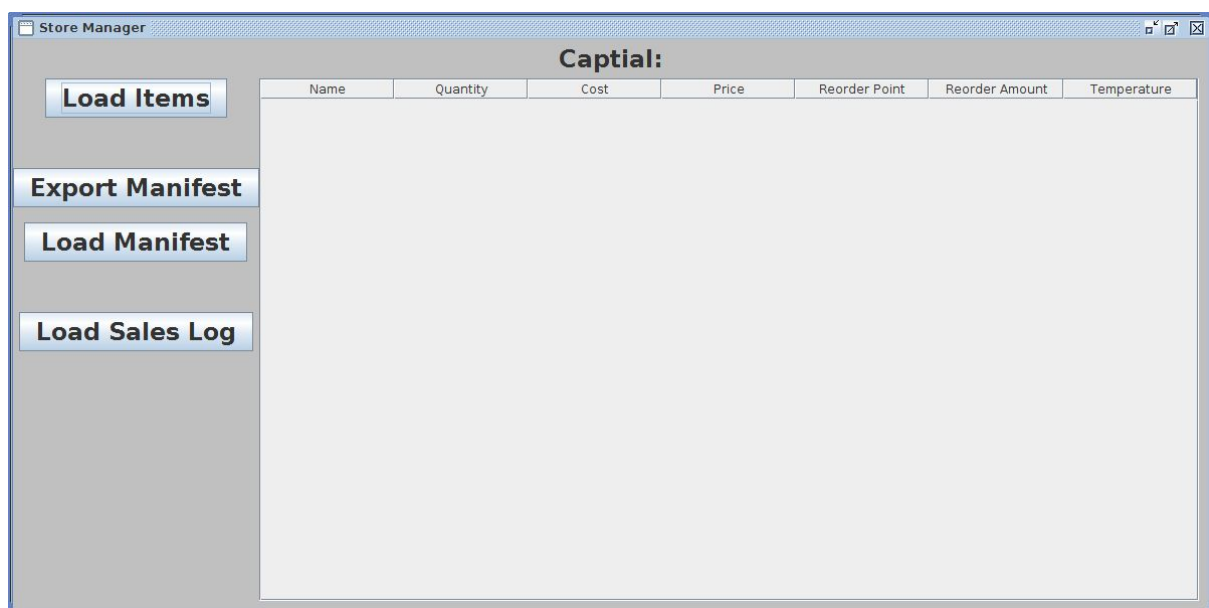 Store Manager
Captial:
Load Items
Name Quantity Cost Price Reorder Point Reorder Amount Temperature
Export Manifest
Load Manifest
Load Sales Log